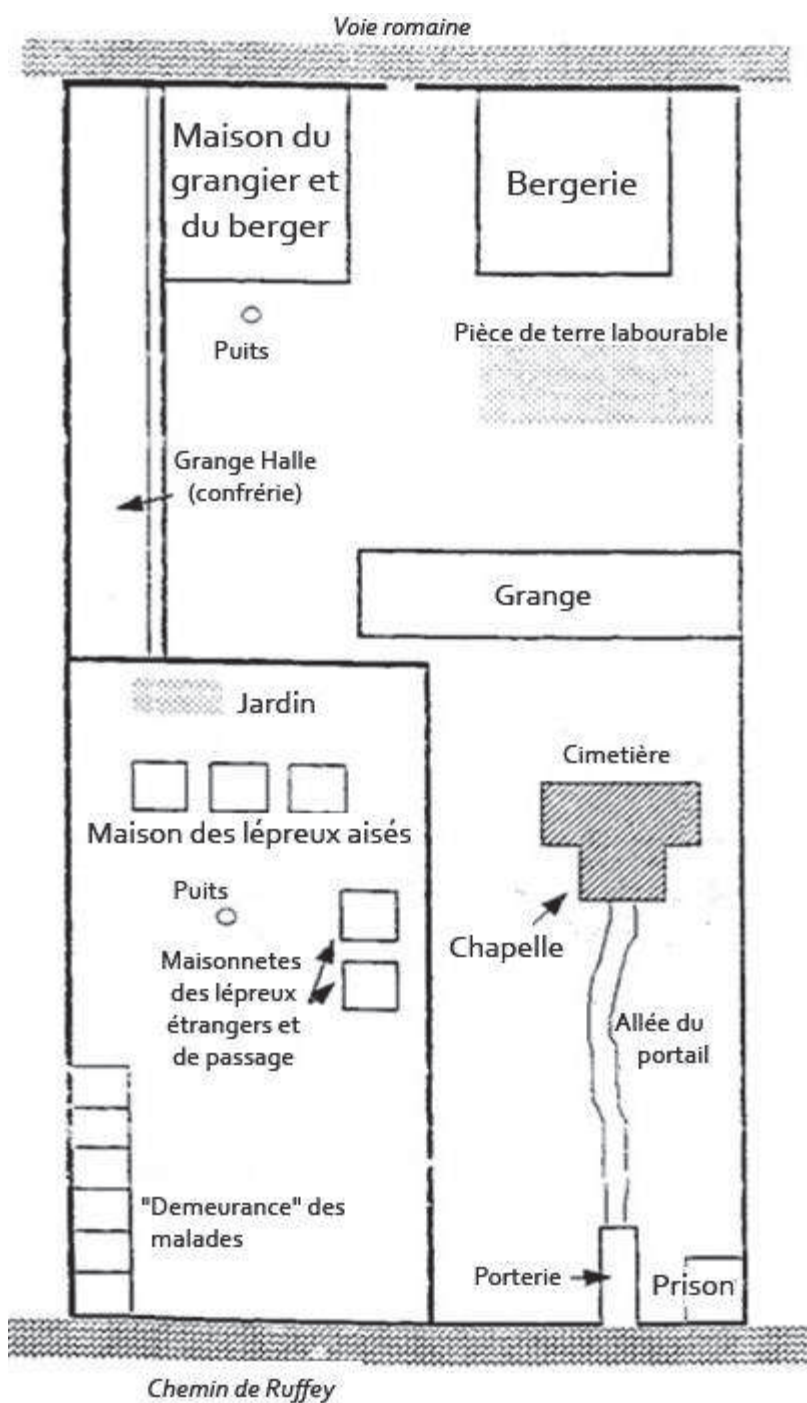 Voie romaine
Maison du
grangier et
du berger
Bergerie
Puits
Pièce de terre labourable
Grange Halle
(confrérie)
Grange
Jardin
Cimetière
Maison des lépreux aisés
Puits
Chapelle
Maisonnetes
des lépreux
étrangers et
de passage
Allée du
portail
"Demeurance" des
malades
Porterie
Prison
Chemin de Ruffey